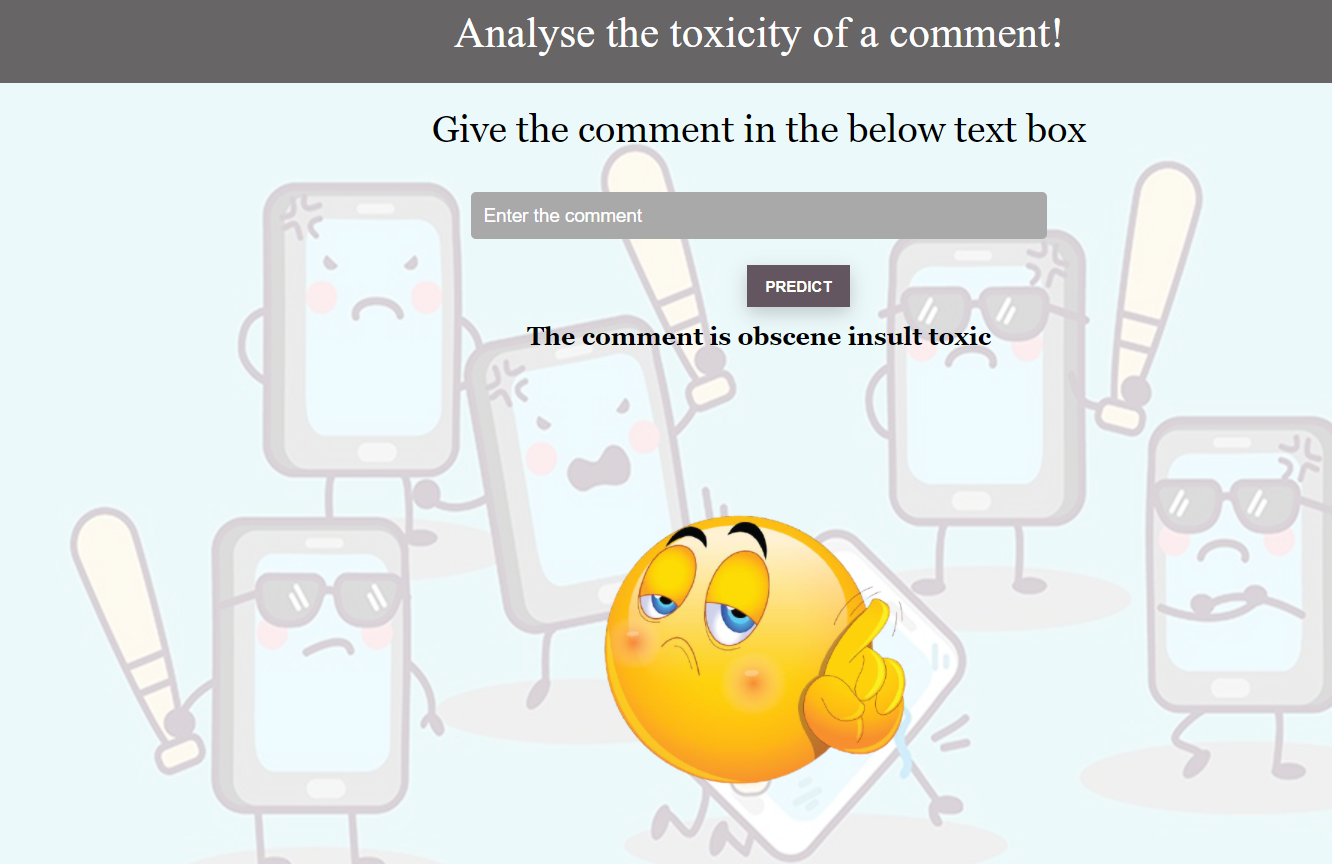 Analyse the toxicity of a comment!
Give the comment in the below text box
Enter the comment
PREDICT
The comment is obscene insult toxic